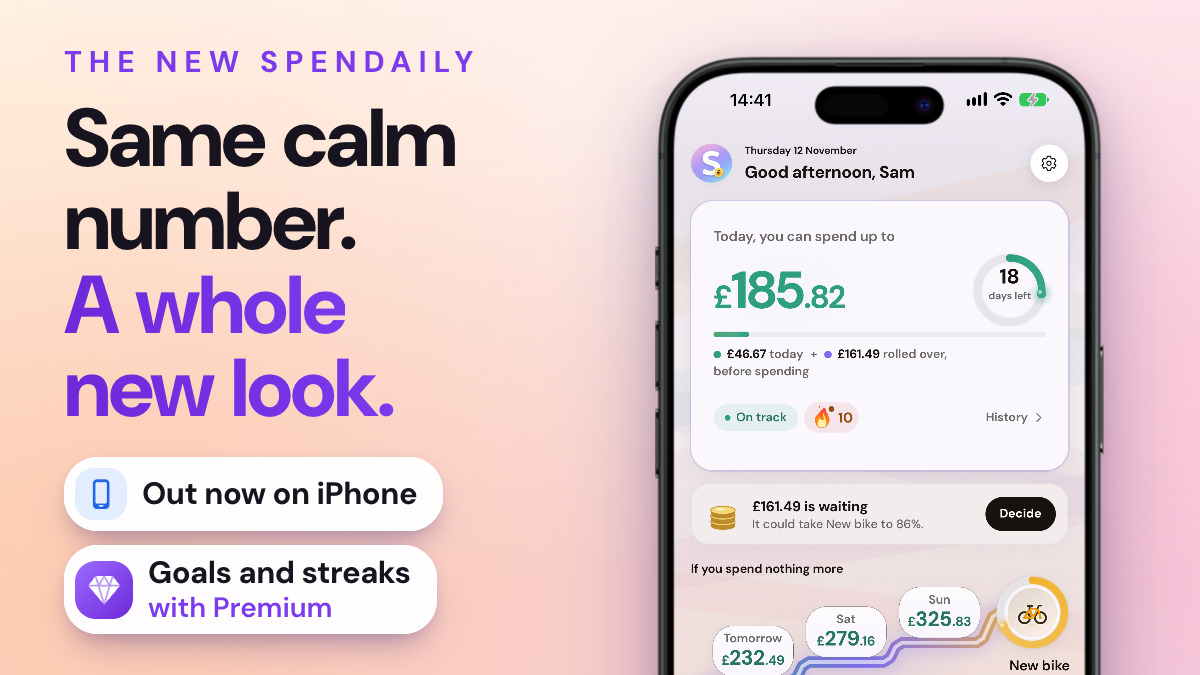 THE NEW SPENDAILY
Same calm
number.
A whole
new look.
Out now on iPhone
Goals and streaks
with Premium
14:41
S
Thursday 12 November
Good afternoon, Sam
Today, you can spend up to
£185.82
18
days left
£46.67 today + £161.49 rolled over,
before spending
On track
10
History
£161.49 is waiting
It could take New bike to 86%.
Decide
If you spend nothing more
Tomorrow
£232.49
Sat
£279.16
Sun
£325.83
New bike